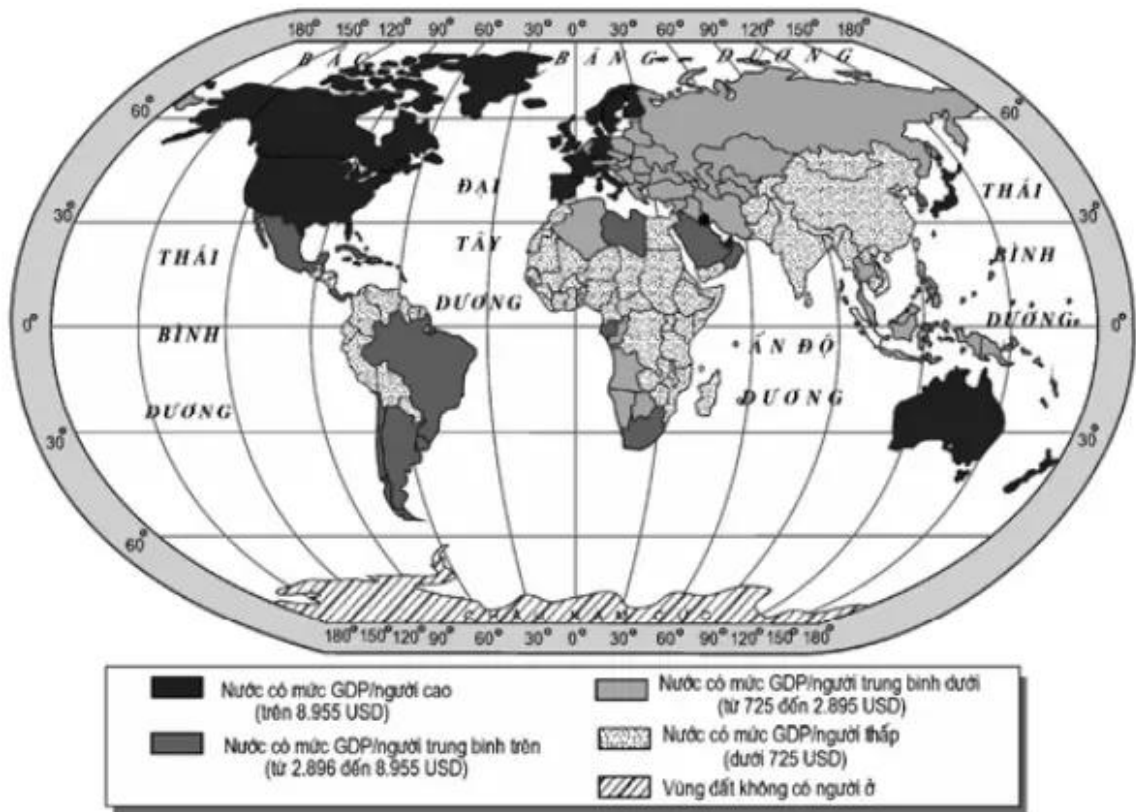 180° 150° 120° 90° 60° 30° 0° 30° 60° 90° 120° 150° 180°
BẮC BĂNG DƯƠNG
60° 60°
ĐẠI
THÁI
30° 30°
TÂY
THÁI
BÌNH
DƯƠNG
0° 0°
DƯƠNG
BÌNH
ẤN ĐỘ
DƯƠNG
DƯƠNG
30° 30°
60° 60°
180° 150° 120° 90° 60° 30° 0° 30° 60° 90° 120° 150° 180°
Nước có mức GDP/người cao
(trên 8.955 USD)
Nước có mức GDP/người trung bình trên
(từ 2.896 đến 8.955 USD)
Nước có mức GDP/người trung bình dưới
(từ 725 đến 2.895 USD)
Nước có mức GDP/người thấp
(dưới 725 USD)
Vùng đất không có người ở